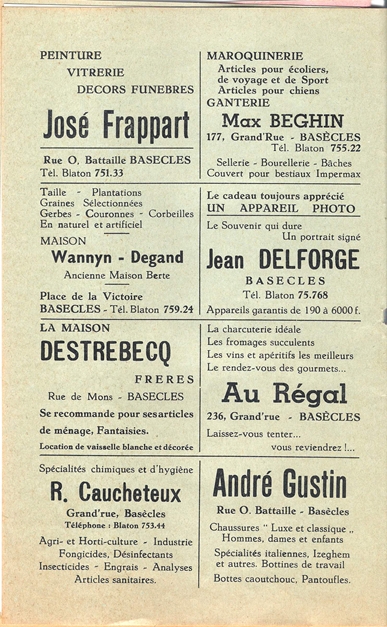 PEINTURE
VITRERIE
DECORS FUNEBRES
José Frappart
Rue O. Battaille BASECLES
Tél. Blaton 751.33
Taille - Plantations
Graines Sélectionnées
Gerbes - Couronnes - Corbeilles
En naturel et artificiel
MAISON
Wannyn - Degand
Ancienne Maison Berte
Place de la Victoire
BASECLES - Tél. Blaton 759.24
LA MAISON
DESTREBECQ
FRERES
Rue de Mons - BASECLES
Se recommande pour ses articles
de ménage, Fantaisies.
Location de vaisselle blanche et décorée
Spécialités chimiques et d'hygiène
R. Caucheteux
Grand'rue, Basècles
Téléphone : Blaton 753.44
Agri- et Horti-culture - Industrie
Fongicides, Désinfectants
Insecticides - Engrais - Analyses
Articles sanitaires.
MAROQUINERIE
Articles pour écoliers,
de voyage et de Sport
Articles pour chiens
GANTERIE
Max BEGHIN
177, Grand'Rue - BASÈCLES
Tél. Blaton 755.22
Sellerie - Bourellerie - Bâches
Couvert pour bestiaux Impermax
Le cadeau toujours apprécié
UN APPAREIL PHOTO
Le Souvenir qui dure
Un portrait signé
Jean DELFORGE
BASECLES
Tél. Blaton 75.768
Appareils garantis de 190 à 6000 f.
La charcuterie idéale
Les fromages succulents
Les vins et apéritifs les meilleurs
Le rendez-vous des gourmets...
Au Régal
236, Grand'rue - BASÈCLES
Laissez-vous tenter...
vous reviendrez !...
André Gustin
Rue O. Battaille - Basècles
Chaussures " Luxe et classique „
Hommes, dames et enfants
Spécialités italiennes, Izeghem
et autres. Bottines de travail
Bottes caoutchouc, Pantoufles.